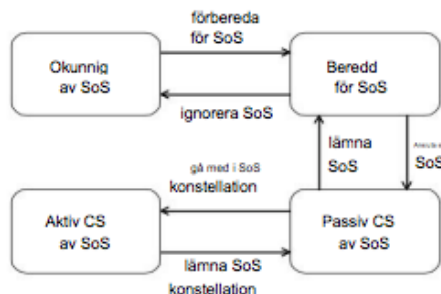 förbereda
för SoS
Okunnig
av SoS
Beredd
för SoS
ignorera SoS
lämna
SoS
SoS
gå med i SoS
konstellation
Aktiv CS
av SoS
Passiv CS
av SoS
lämna SoS
konstellation